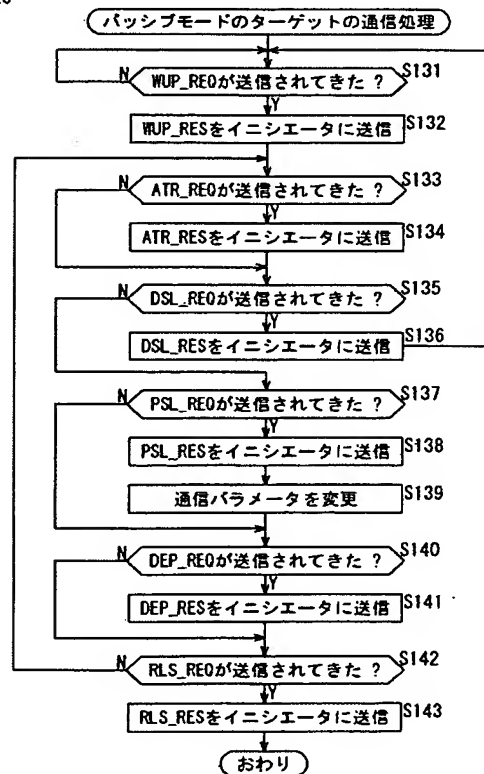 パッシブモードのターゲットの通信処理
N WUP_REQが送信されてきた ? S131
Y
WUP_RESをイニシエータに送信 S132
N ATR_REQが送信されてきた ? S133
Y
ATR_RESをイニシエータに送信 S134
N DSL_REQが送信されてきた ? S135
Y
DSL_RESをイニシエータに送信 S136
N PSL_REQが送信されてきた ? S137
Y
PSL_RESをイニシエータに送信 S138
通信パラメータを変更 S139
N DEP_REQが送信されてきた ? S140
Y
DEP_RESをイニシエータに送信 S141
N RLS_REQが送信されてきた ? S142
Y
RLS_RESをイニシエータに送信 S143
おわり